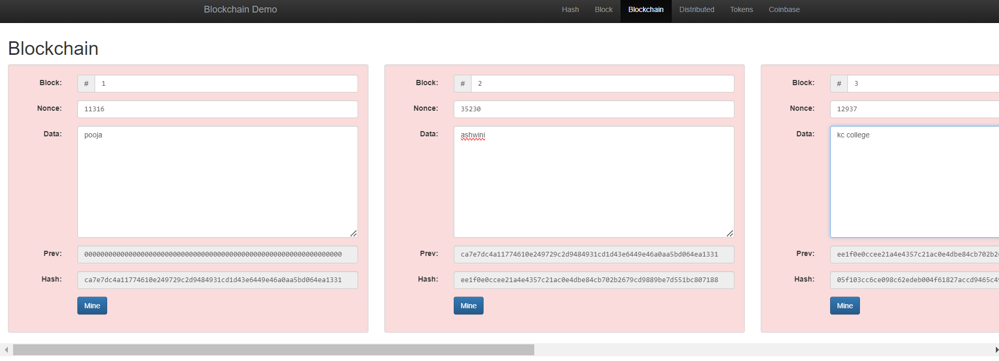 Blockchain Demo
Hash Block Blockchain Distributed Tokens Coinbase
Blockchain
Block: # 1
Nonce: 11316
Data: pooja
Prev: 0000000000000000000000000000000000000000000000000000000000000000
Hash: ca7e7dc4a11774610e249729c2d9484931cd1d43e6449e46a0aa5bd064ea1331
Mine
Block: # 2
Nonce: 35230
Data: ashwini
Prev: ca7e7dc4a11774610e249729c2d9484931cd1d43e6449e46a0aa5bd064ea1331
Hash: ee1f0e0ccee21a4e4357c21ac0e4dbe84cb702b2679cd9889be7d551bc807188
Mine
Block: # 3
Nonce: 12937
Data: kc college
Prev: ee1f0e0ccee21a4e4357c21ac0e4dbe84cb702b2
Hash: 05f103cc6ce098c62edeb004f61827accd9465c4
Mine